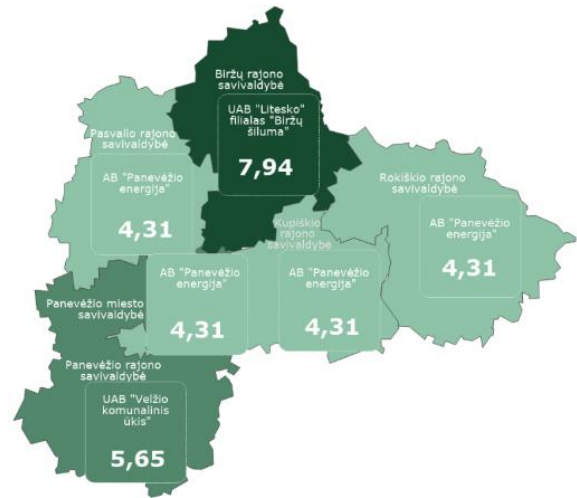 Biržų rajono
savivaldybė
UAB "Litesko"
filialas "Biržų
šiluma"
7,94
Pasvalio rajono
savivaldybė
AB "Panevėžio
energija"
4,31
Rokiškio rajono
savivaldybė
AB "Panevėžio
energija"
4,31
Kupiškio
rajono
savivaldybė
AB "Panevėžio
energija"
4,31
Panevėžio miesto
savivaldybė
AB "Panevėžio
energija"
4,31
Panevėžio rajono
savivaldybė
UAB "Velžio
komunalinis
ūkis"
5,65